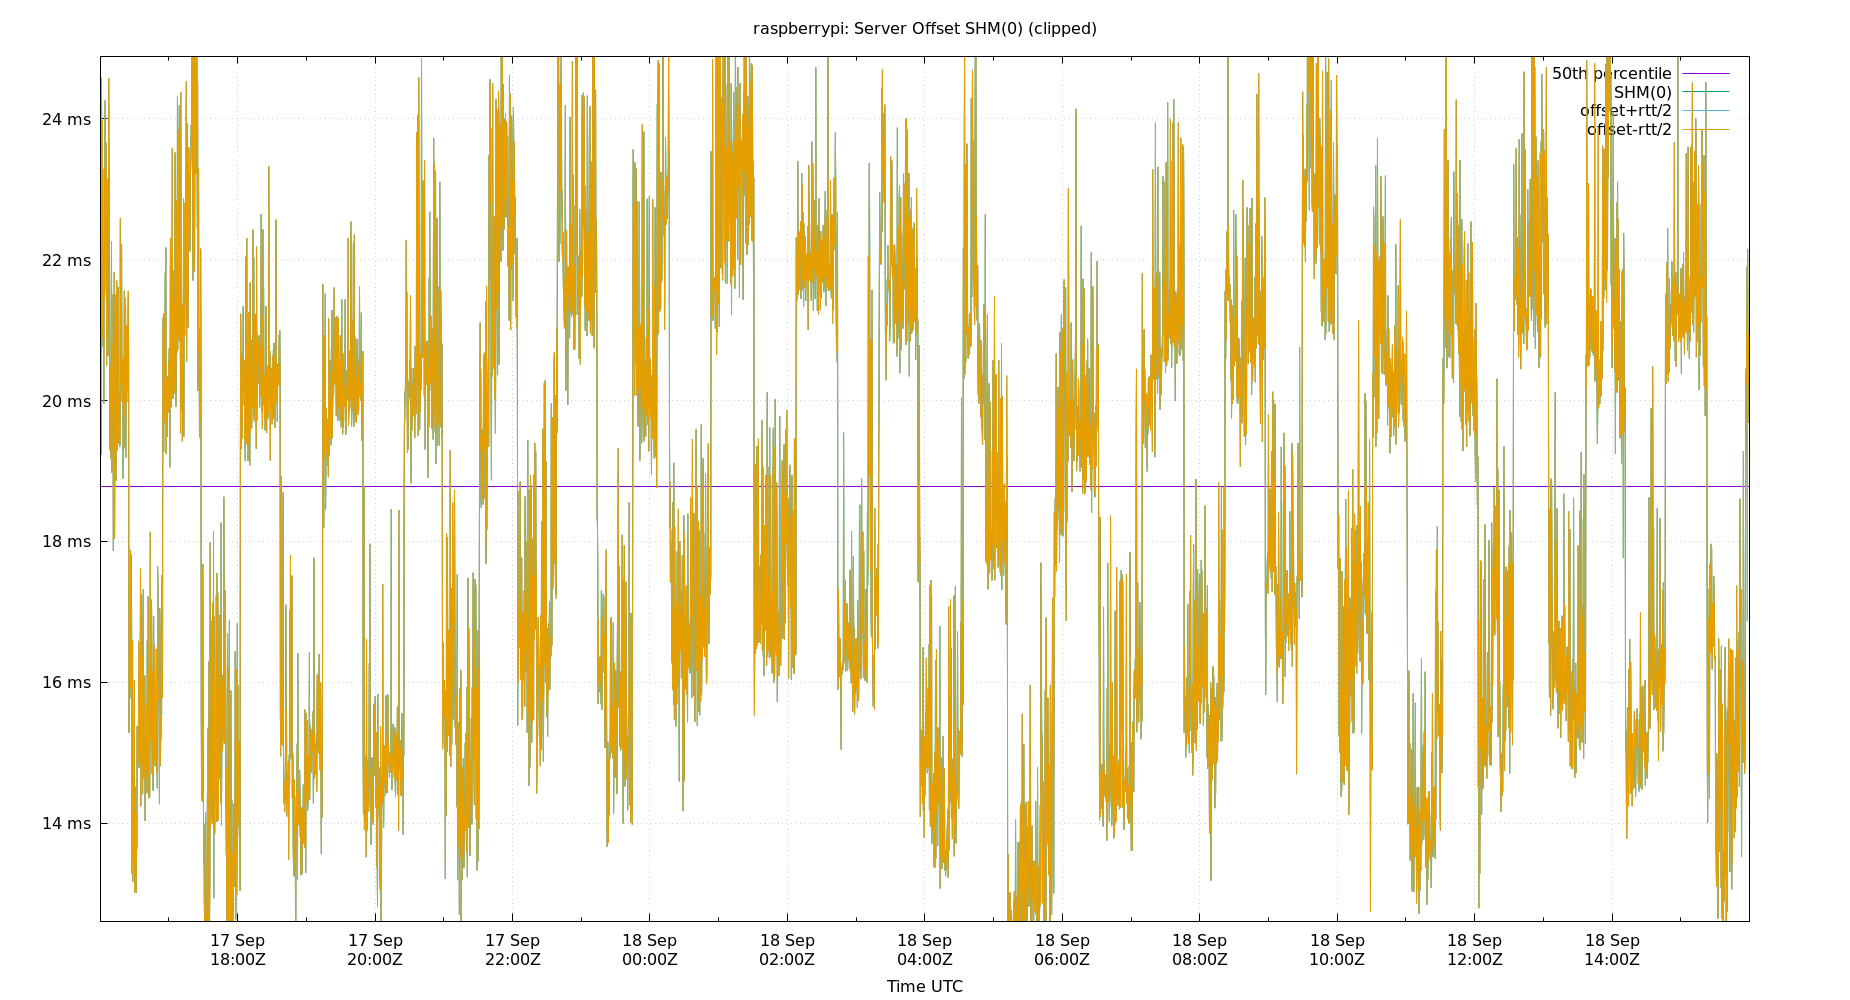 raspberrypi: Server Offset SHM(0) (clipped)
50th percentile
SHM(0)
offset+rtt/2
offset-rtt/2
24 ms
22 ms
20 ms
18 ms
16 ms
14 ms
17 Sep 17 Sep 17 Sep 18 Sep 18 Sep 18 Sep 18 Sep 18 Sep 18 Sep 18 Sep 18 Sep
18:00Z 20:00Z 22:00Z 00:00Z 02:00Z 04:00Z 06:00Z 08:00Z 10:00Z 12:00Z 14:00Z
Time UTC